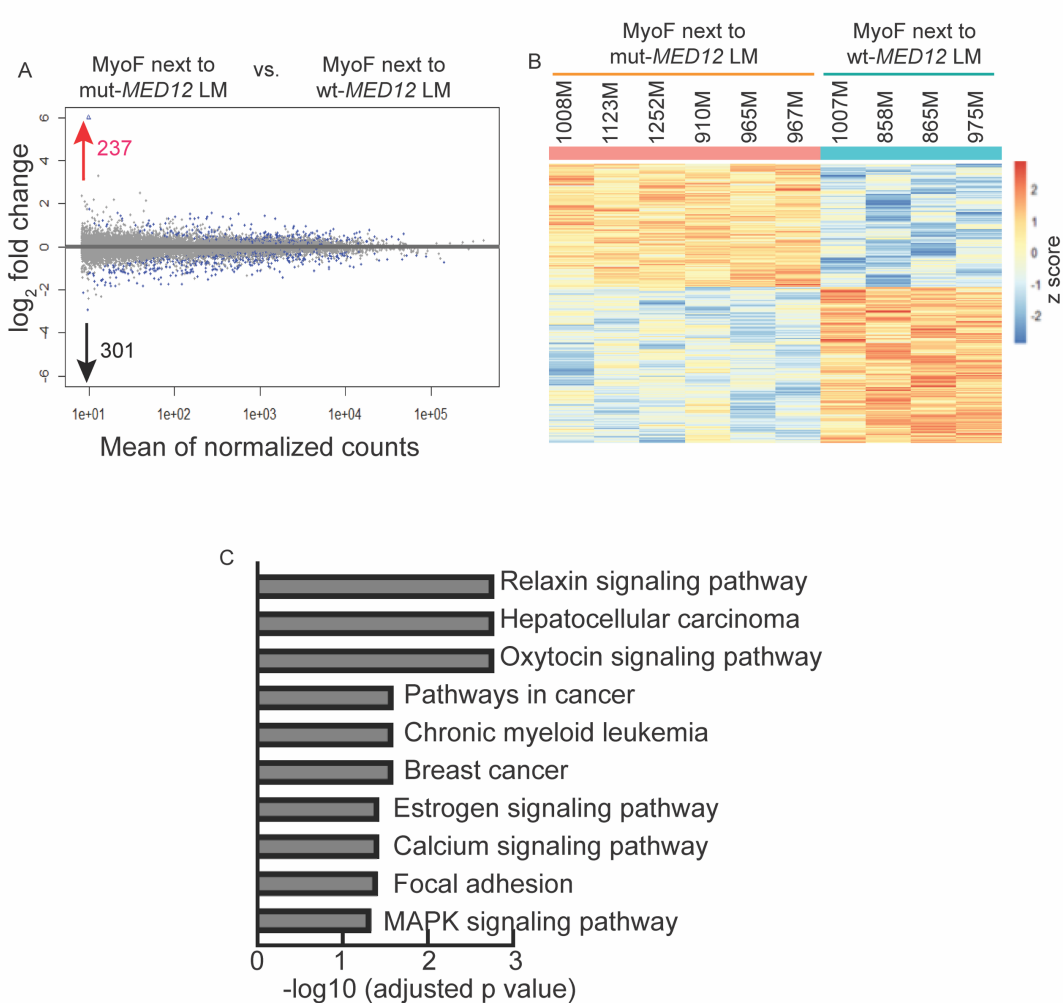 A
MyoF next to
mut-MED12 LM
vs.
MyoF next to
wt-MED12 LM
log2 fold change
6
4
2
0
-2
-4
-6
237
301
1e+01 1e+02 1e+03 1e+04 1e+05
Mean of normalized counts
B
MyoF next to
mut-MED12 LM
MyoF next to
wt-MED12 LM
1008M 1123M 1252M 910M 965M 967M 1007M 858M 865M 975M
2
1
0
-1
-2
z score
C
Relaxin signaling pathway
Hepatocellular carcinoma
Oxytocin signaling pathway
Pathways in cancer
Chronic myeloid leukemia
Breast cancer
Estrogen signaling pathway
Calcium signaling pathway
Focal adhesion
MAPK signaling pathway
0 1 2 3
-log10 (adjusted p value)